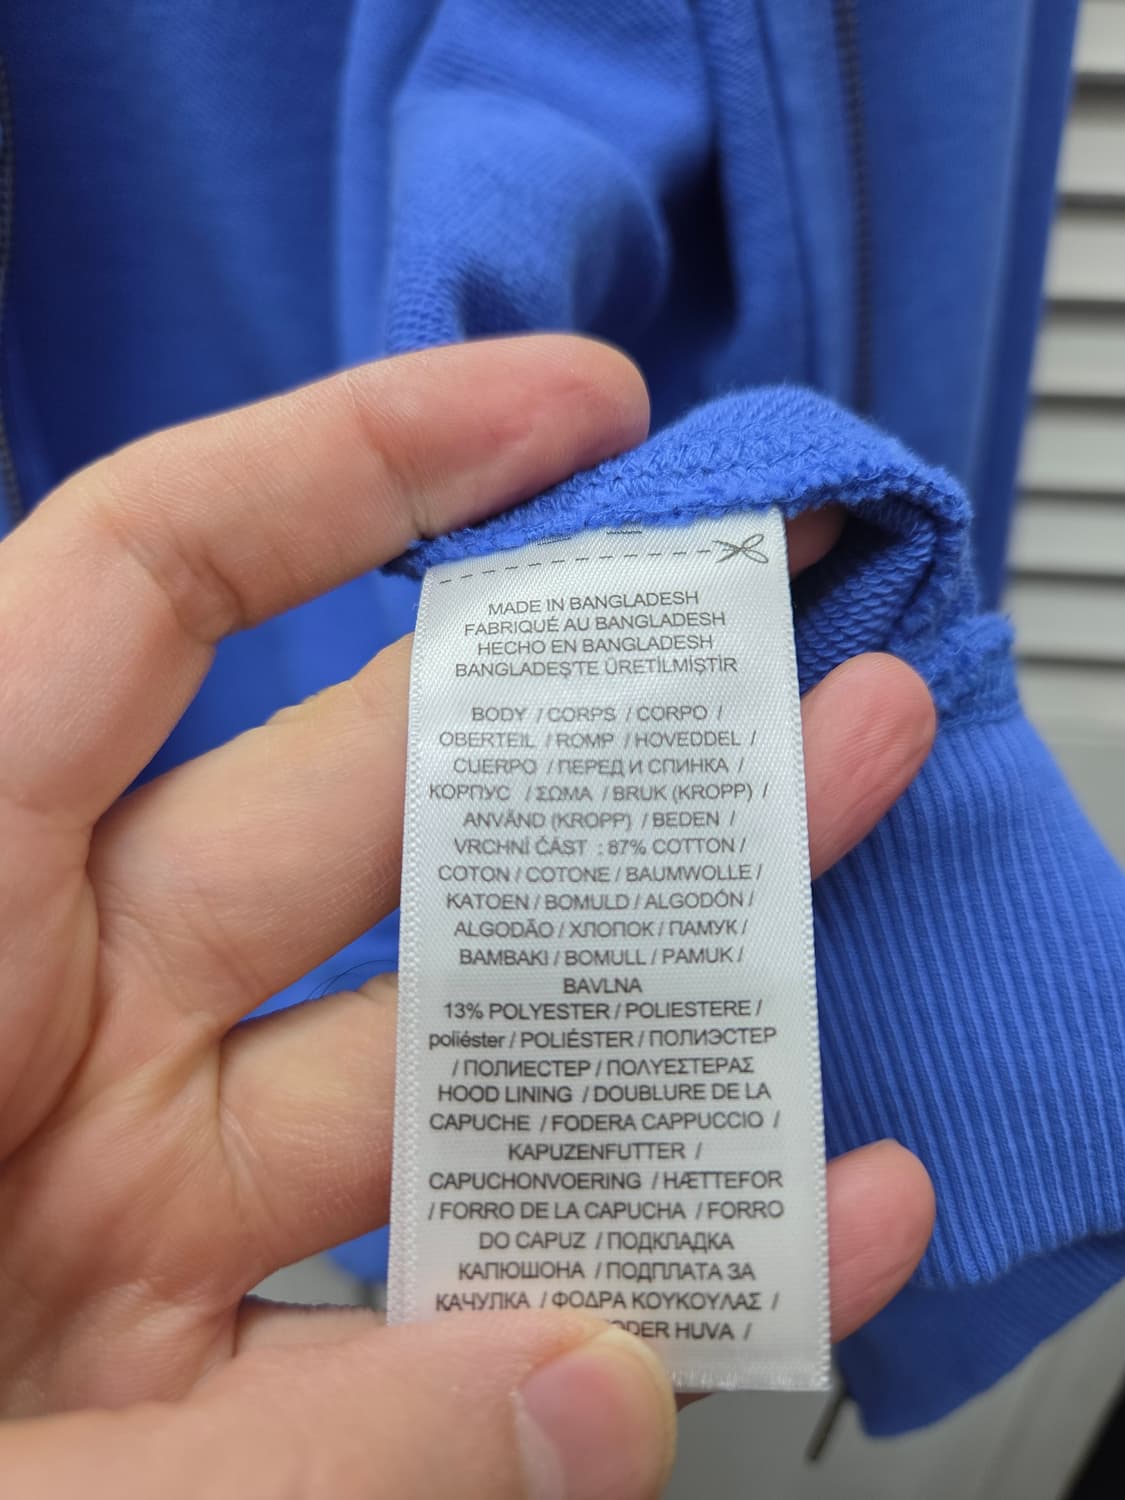 MADE IN BANGLADESH
FABRIQUÉ AU BANGLADESH
HECHO EN BANGLADESH
BANGLADEŞ'TE ÜRETİLMİŞTİR
BODY / CORPS / CORPO /
OBERTEIL / ROMP / HOVEDDEL /
CUERPO / ПЕРЕД И СПИНКА /
КОРПУС / ΣΩΜΑ / BRUK (KROPP) /
ANVÄND (KROPP) / BEDEN /
VRCHNÍ ČÁST : 87% COTTON /
COTON / COTONE / BAUMWOLLE /
KATOEN / BOMULD / ALGODÓN /
ALGODÃO / ХЛОПОК / ПАМУК /
BAMBAKI / BOMULL / PAMUK /
BAVLNA
13% POLYESTER / POLIESTERE /
poliéster / POLIÉSTER / ПОЛИЭСТЕР
/ ПОЛИЕСТЕР / ΠΟΛΥΕΣΤΕΡΑΣ
HOOD LINING / DOUBLURE DE LA
CAPUCHE / FODERA CAPPUCCIO /
KAPUZENFUTTER /
CAPUCHONVOERING / HÆTTEFOR
/ FORRO DE LA CAPUCHA / FORRO
DO CAPUZ / ПОДКЛАДКА
КАПЮШОНА / ПОДПЛАТА ЗА
КАЧУЛКА / ΦΟΔΡΑ ΚΟΥΚΟΥΛΑΣ /
HUVA /